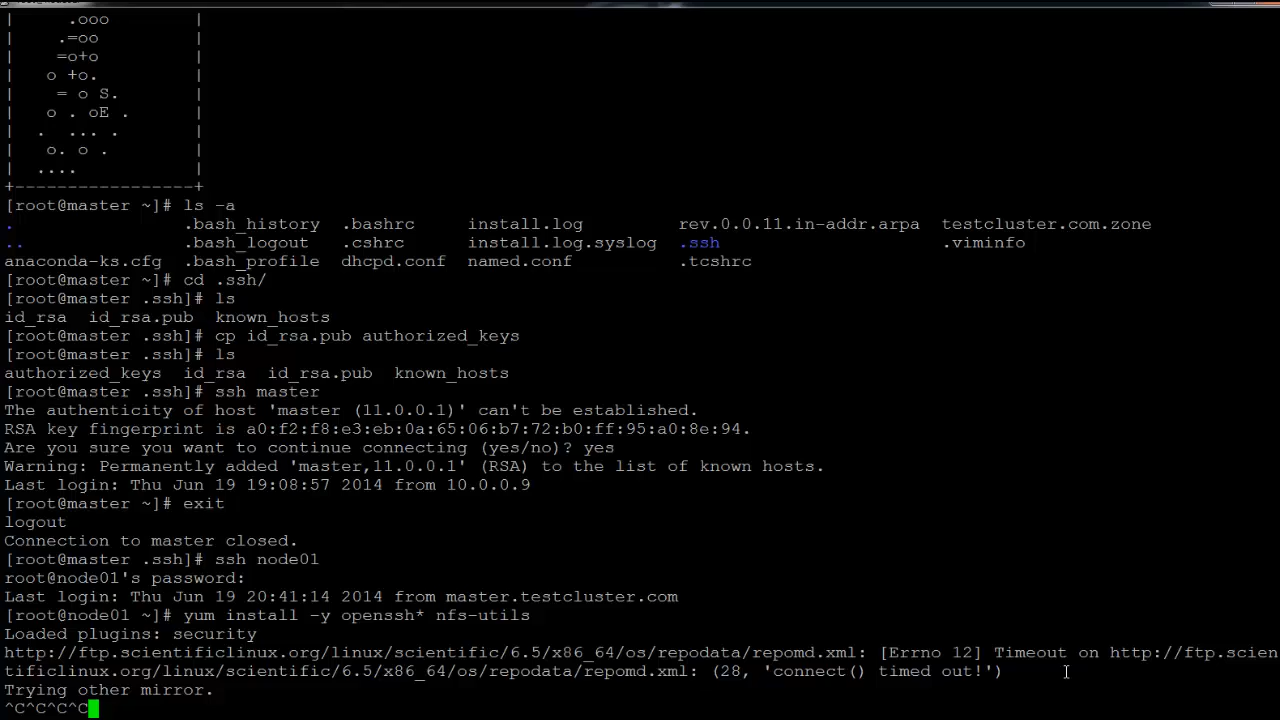 |      .ooo       |
|     .=oo        |
|     =o+o        |
|    o +o.        |
|     = o S.      |
|    o . oE .     |
|   .  ... .      |
|    o. o .       |
|   ....          |
+-----------------+
[root@master ~]# ls -a
.                .bash_history  .bashrc     install.log         rev.0.0.11.in-addr.arpa  testcluster.com.zone
..               .bash_logout   .cshrc      install.log.syslog  .ssh                     .viminfo
anaconda-ks.cfg  .bash_profile  dhcpd.conf  named.conf          .tcshrc
[root@master ~]# cd .ssh/
[root@master .ssh]# ls
id_rsa  id_rsa.pub  known_hosts
[root@master .ssh]# cp id_rsa.pub authorized_keys
[root@master .ssh]# ls
authorized_keys  id_rsa  id_rsa.pub  known_hosts
[root@master .ssh]# ssh master
The authenticity of host 'master (11.0.0.1)' can't be established.
RSA key fingerprint is a0:f2:f8:e3:eb:0a:65:06:b7:72:b0:ff:95:a0:8e:94.
Are you sure you want to continue connecting (yes/no)? yes
Warning: Permanently added 'master,11.0.0.1' (RSA) to the list of known hosts.
Last login: Thu Jun 19 19:08:57 2014 from 10.0.0.9
[root@master ~]# exit
logout
Connection to master closed.
[root@master .ssh]# ssh node01
root@node01's password:
Last login: Thu Jun 19 20:41:14 2014 from master.testcluster.com
[root@node01 ~]# yum install -y openssh* nfs-utils
Loaded plugins: security
http://ftp.scientificlinux.org/linux/scientific/6.5/x86_64/os/repodata/repomd.xml: [Errno 12] Timeout on http://ftp.scien
tificlinux.org/linux/scientific/6.5/x86_64/os/repodata/repomd.xml: (28, 'connect() timed out!')
Trying other mirror.
^C^C^C^C